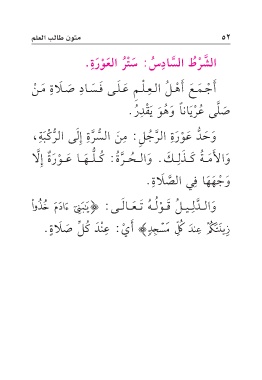 ٥٢ متون طالب العلم
الشَّرْطُ السَّادِسُ: سَتْرُ العَوْرَةِ.
أَجْمَعَ أَهْلُ الْعِلْمِ عَلَى فَسَادِ صَلَاةِ مَنْ
صَلَّى عُرْيَاناً وَهُوَ يَقْدِرُ.
وَحَدُّ عَوْرَةِ الرَّجُلِ: مِنَ السُّرَّةِ إِلَى الرُّكْبَةِ،
وَالأَمَةُ كَذَلِكَ. وَالحُرَّةُ: كُلُّهَا عَوْرَةٌ إِلَّا
وَجْهَهَا فِي الصَّلَاةِ.
وَالدَّلِيلُ قَوْلُهُ تَعَالَى: ﴿يَٰبَنِىٓ ءَادَمَ خُذُوا۟
زِينَتَكُمْ عِندَ كُلِّ مَسْجِدٍ﴾ أَيْ: عِنْدَ كُلِّ صَلَاةٍ.